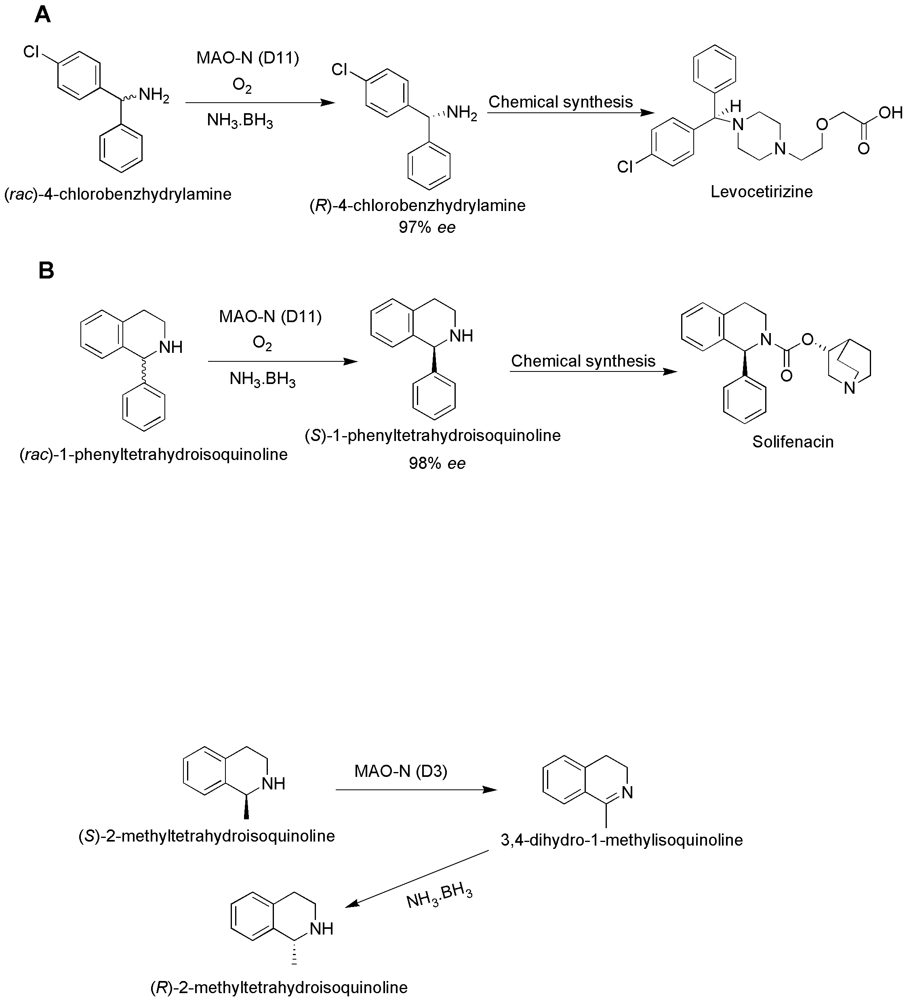 A
Cl
NH2
MAO-N (D11)
O2
NH3.BH3
(rac)-4-chlorobenzhydrylamine
Cl
NH2
(R)-4-chlorobenzhydrylamine
97% ee
Chemical synthesis
H
N
N
O
OH
O
Cl
Levocetirizine
B
NH
(rac)-1-phenyltetrahydroisoquinoline
MAO-N (D11)
O2
NH3.BH3
NH
(S)-1-phenyltetrahydroisoquinoline
98% ee
Chemical synthesis
N
O
O
N
Solifenacin
NH
(S)-2-methyltetrahydroisoquinoline
MAO-N (D3)
N
3,4-dihydro-1-methylisoquinoline
NH3.BH3
NH
(R)-2-methyltetrahydroisoquinoline